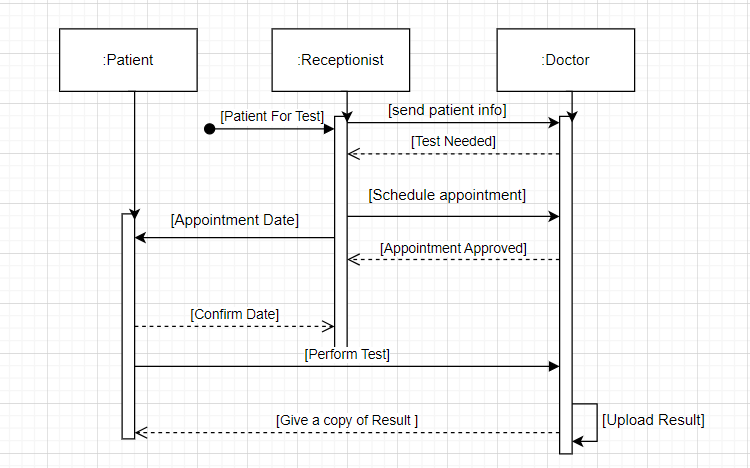 :Patient
:Receptionist
:Doctor
[Patient For Test]
[send patient info]
[Test Needed]
[Schedule appointment]
[Appointment Date]
[Appointment Approved]
[Confirm Date]
[Perform Test]
[Give a copy of Result ]
[Upload Result]